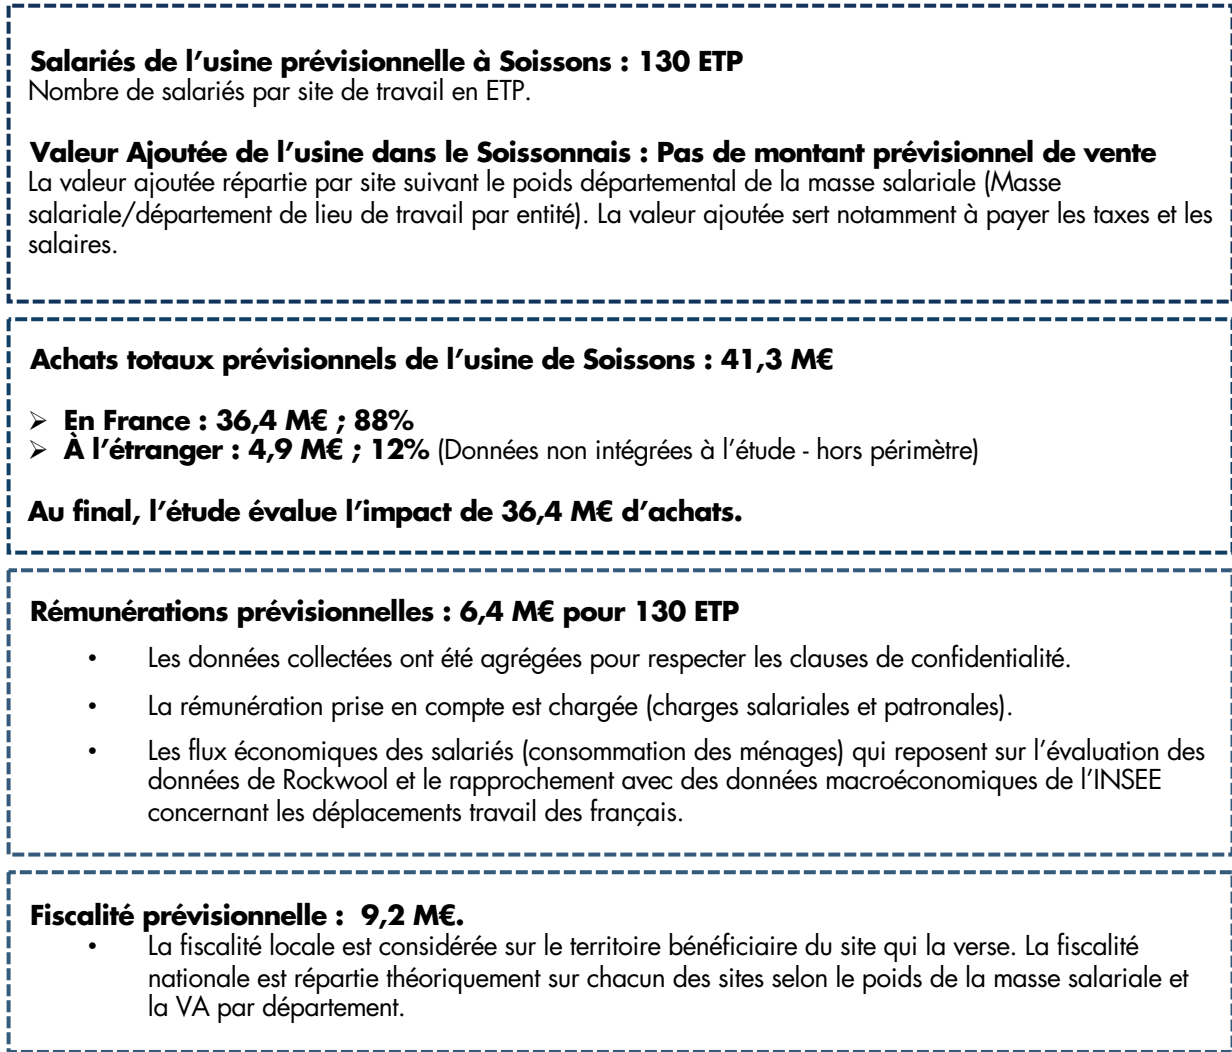 Salariés de l’usine prévisionnelle à Soissons : 130 ETP
Nombre de salariés par site de travail en ETP.
Valeur Ajoutée de l’usine dans le Soissonnais : Pas de montant prévisionnel de vente
La valeur ajoutée répartie par site suivant le poids départemental de la masse salariale (Masse
salariale/département de lieu de travail par entité). La valeur ajoutée sert notamment à payer les taxes et les
salaires.
Achats totaux prévisionnels de l’usine de Soissons : 41,3 M€
➢ En France : 36,4 M€ ; 88%
➢ À l’étranger : 4,9 M€ ; 12% (Données non intégrées à l’étude - hors périmètre)
Au final, l’étude évalue l’impact de 36,4 M€ d’achats.
Rémunérations prévisionnelles : 6,4 M€ pour 130 ETP
• Les données collectées ont été agrégées pour respecter les clauses de confidentialité.
• La rémunération prise en compte est chargée (charges salariales et patronales).
• Les flux économiques des salariés (consommation des ménages) qui reposent sur l’évaluation des
données de Rockwool et le rapprochement avec des données macroéconomiques de l’INSEE
concernant les déplacements travail des français.
Fiscalité prévisionnelle : 9,2 M€.
• La fiscalité locale est considérée sur le territoire bénéficiaire du site qui la verse. La fiscalité
nationale est répartie théoriquement sur chacun des sites selon le poids de la masse salariale et
la VA par département.